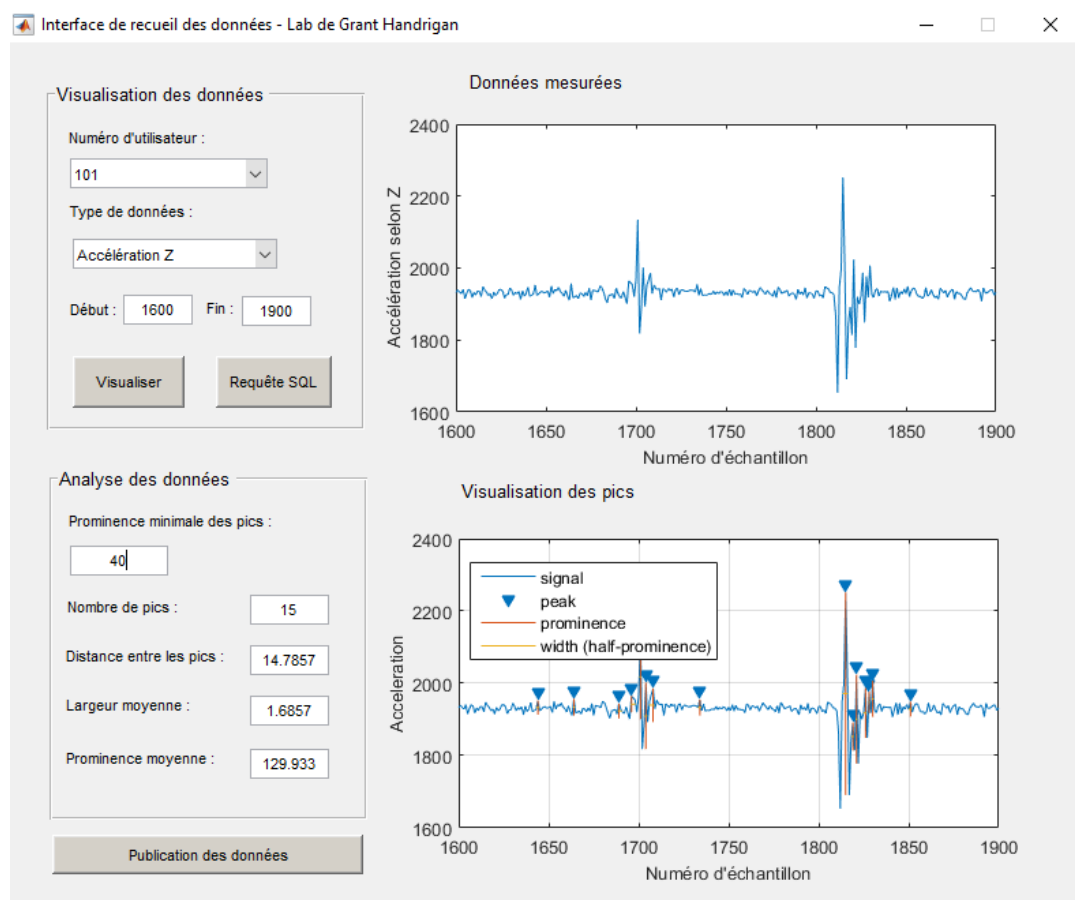 Interface de recueil des données - Lab de Grant Handrigan
Visualisation des données
Numéro d'utilisateur :
101
Type de données :
Accélération Z
Début : 1600 Fin : 1900
Visualiser Requête SQL
Données mesurées
2400
2200
2000
1800
1600
Accélération selon Z
1600 1650 1700 1750 1800 1850 1900
Numéro d'échantillon
Analyse des données
Prominence minimale des pics :
40
Nombre de pics : 15
Distance entre les pics : 14.7857
Largeur moyenne : 1.6857
Prominence moyenne : 129.933
Publication des données
Visualisation des pics
2400
2200
2000
1800
1600
Acceleration
signal
peak
prominence
width (half-prominence)
1600 1650 1700 1750 1800 1850 1900
Numéro d'échantillon